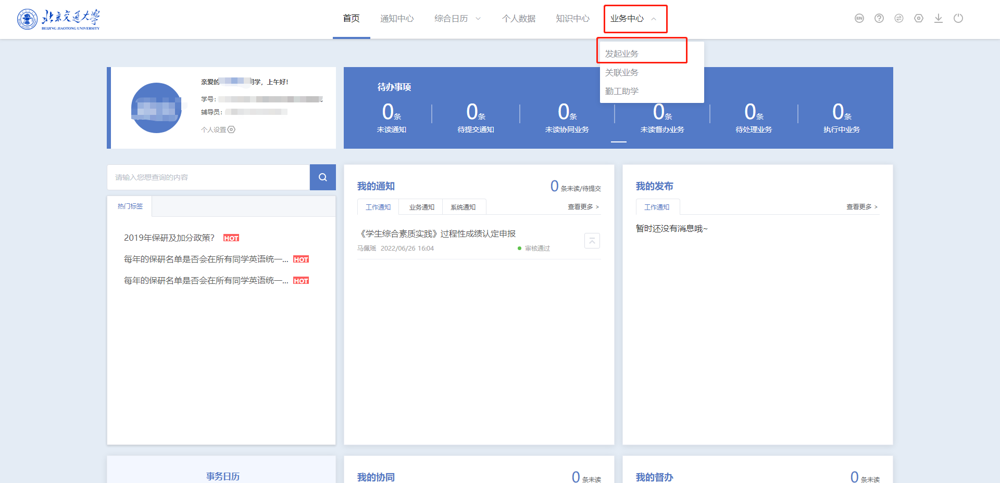 北京交通大学
BEIJING JIAOTONG UNIVERSITY
首页 通知中心 综合日历 个人数据 知识中心 业务中心
EN
发起业务
关联业务
勤工助学
亲爱的 同学，上午好！
学号：
辅导员：
个人设置
待办事项
0条 0条 0条 0条 0条 0条
未读通知 待提交通知 未读协同业务 未读督办业务 待处理业务 执行中业务
请输入您想查询的内容
热门标签
2019年保研及加分政策？ HOT
每年的保研名单是否会在所有同学英语统一... HOT
每年的保研名单是否会在所有同学英语统一... HOT
我的通知 0 条未读/待提交
工作通知 业务通知 系统通知 查看更多 >
《学生综合素质实践》过程性成绩认定申报
马佩瑶 2022/06/26 16:04 审核通过
我的发布
工作通知 查看更多 >
暂时还没有消息哦~
事务日历
我的协同 0 条未读
我的督办 0 条未读